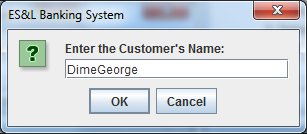 ES&L Banking System
Enter the Customer's Name:
DimeGeorge
OK
Cancel